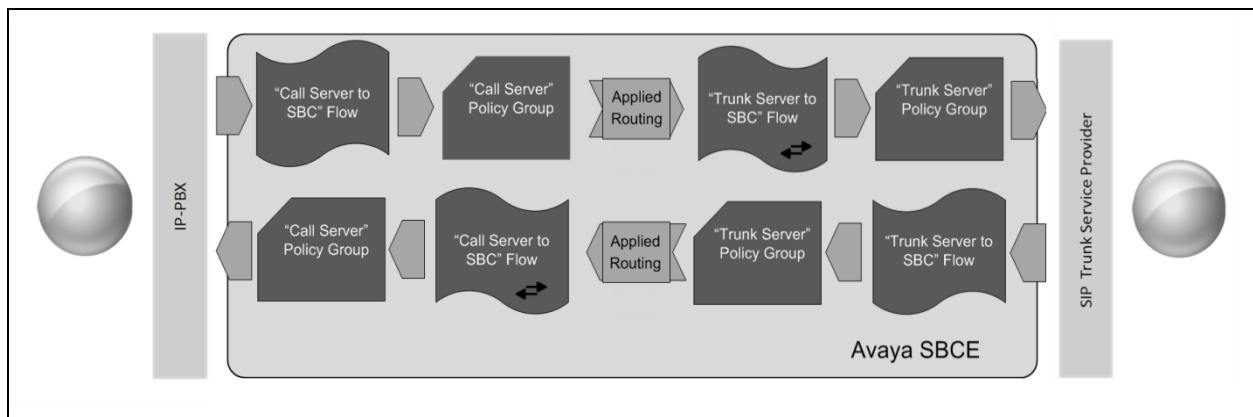 IP-PBX
“Call Server to
SBC” Flow
“Call Server”
Policy Group
Applied
Routing
“Trunk Server to
SBC” Flow
“Trunk Server”
Policy Group
“Call Server”
Policy Group
“Call Server to
SBC” Flow
Applied
Routing
“Trunk Server”
Policy Group
“Trunk Server to
SBC” Flow
Avaya SBCE
SIP Trunk Service Provider